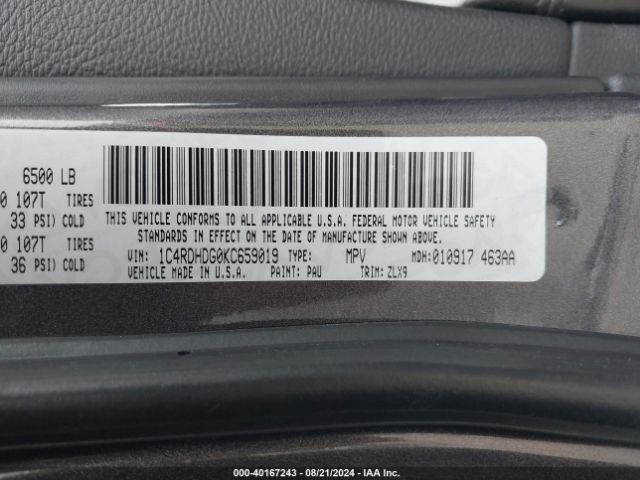 6500 LB
0 107T TIRES
33 PSI) COLD
0 107T TIRES
36 PSI) COLD
THIS VEHICLE CONFORMS TO ALL APPLICABLE U.S.A. FEDERAL MOTOR VEHICLE SAFETY
STANDARDS IN EFFECT ON THE DATE OF MANUFACTURE SHOWN ABOVE.
VIN: 1C4RDHDG0KC659019 TYPE: MPV MDH:010917 463AA
VEHICLE MADE IN U.S.A. PAINT: PAU TRIM: ZLX9
000-40167243 - 08/21/2024 - IAA Inc.